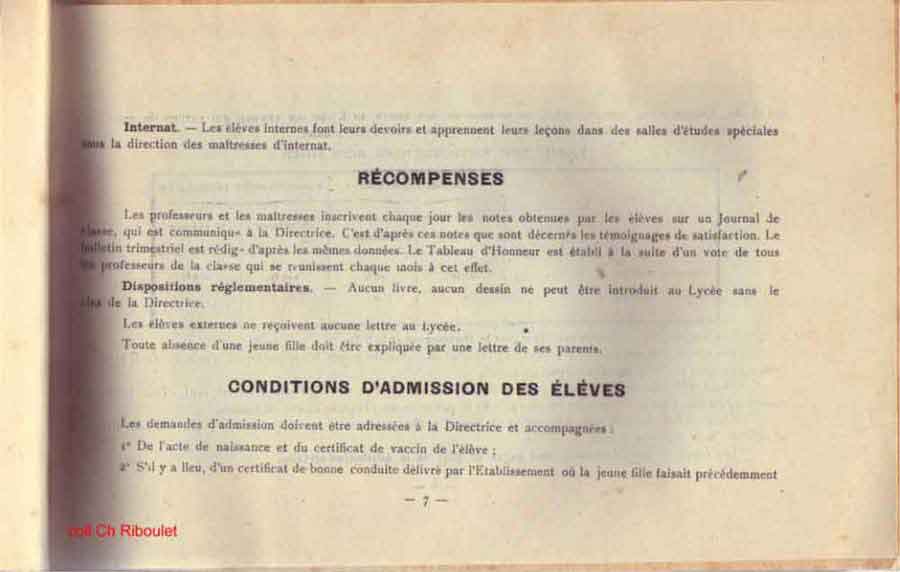 Internat. — Les élèves internes font leurs devoirs et apprennent leurs leçons dans des salles d'études spéciales
sous la direction des maîtresses d'internat.
RÉCOMPENSES
Les professeurs et les maîtresses inscrivent chaque jour les notes obtenues par les élèves sur un Journal de
classe, qui est communiqué à la Directrice. C'est d'après ces notes que sont décernés les témoignages de satisfaction. Le
bulletin trimestriel est rédigé d'après les mêmes données. Le Tableau d'Honneur est établi à la suite d'un vote de tous
les professeurs de la classe qui se réunissent chaque mois à cet effet.
Dispositions réglementaires. — Aucun livre, aucun dessin ne peut être introduit au Lycée sans le
visa de la Directrice.
Les élèves externes ne reçoivent aucune lettre au Lycée.
Toute absence d'une jeune fille doit être expliquée par une lettre de ses parents.
CONDITIONS D'ADMISSION DES ÉLÈVES
Les demandes d'admission doivent être adressées à la Directrice et accompagnées :
1° De l'acte de naissance et du certificat de vaccin de l'élève ;
2° S'il y a lieu, d'un certificat de bonne conduite délivré par l'Etablissement où la jeune fille faisait précédemment
— 7 —
coll Ch Riboulet